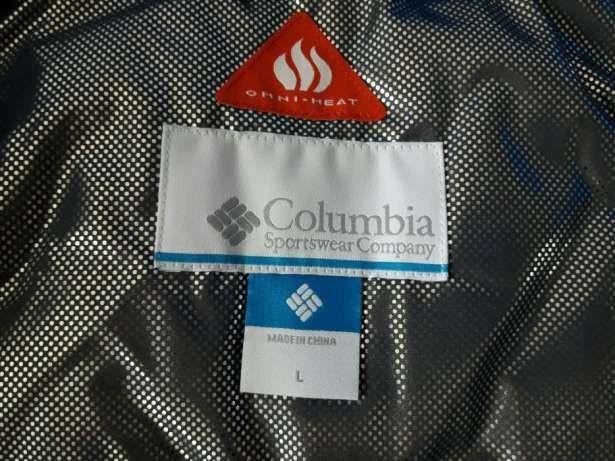 OMNI-HEAT
Columbia
Sportswear Company
MADE IN CHINA
L